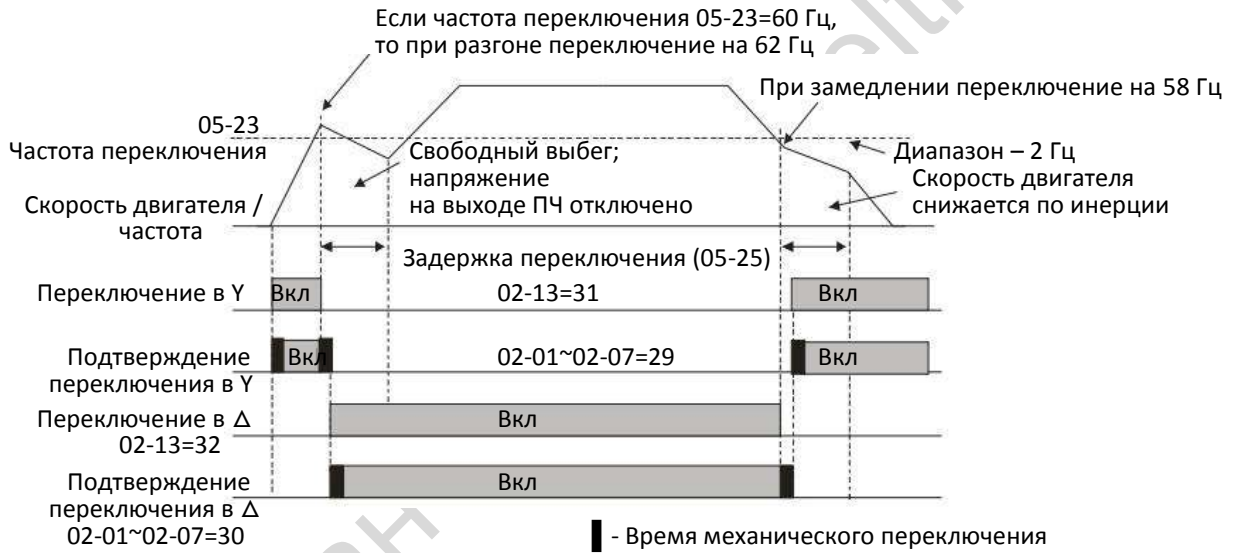 Если частота переключения 05-23=60 Гц,
то при разгоне переключение на 62 Гц
При замедлении переключение на 58 Гц
05-23
Частота переключения
Свободный выбег;
напряжение
на выходе ПЧ отключено
Диапазон – 2 Гц
Скорость двигателя
снижается по инерции
Скорость двигателя /
частота
Задержка переключения (05-25)
Переключение в Y
Вкл
02-13=31
Вкл
Подтверждение
переключения в Y
Вкл
02-01~02-07=29
Вкл
Переключение в Δ
02-13=32
Вкл
Подтверждение
переключения в Δ
02-01~02-07=30
Вкл
- Время механического переключения